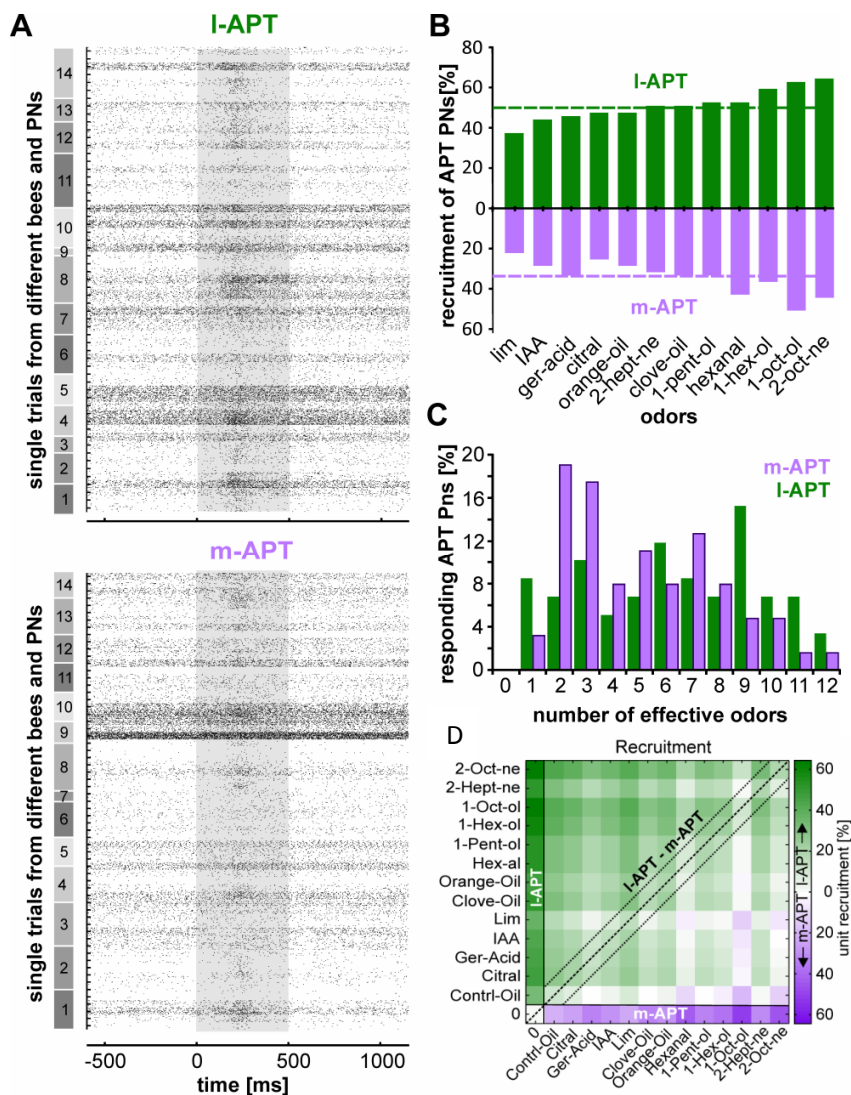 A
l-APT
single trials from different bees and PNs
14
13
12
11
10
9
8
7
6
5
4
3
2
1
-500
0
500
1000
m-APT
single trials from different bees and PNs
14
13
12
11
10
9
8
7
6
5
4
3
2
1
-500
0
500
1000
time [ms]
B
recruitment of APT PNs[%]
80
60
40
20
0
20
40
60
l-APT
m-APT
lim
IAA
ger-acid
citral
orange-oil
2-hept-ne
clove-oil
1-pent-ol
hexanal
1-hex-ol
1-oct-ol
2-oct-ne
odors
C
responding APT Pns [%]
20
16
12
8
4
0
m-APT
l-APT
0 1 2 3 4 5 6 7 8 9 10 11 12
number of effective odors
D
Recruitment
2-Oct-ne
2-Hept-ne
1-Oct-ol
1-Hex-ol
1-Pent-ol
Hex-al
Orange-Oil
Clove-Oil
Lim
IAA
Ger-Acid
Citral
Contrl-Oil
0
l-APT
l-APT - m-APT
m-APT
0
Contrl-Oil
Citral
Ger-Acid
IAA
Lim
Clove-Oil
Orange-Oil
Hexanal
1-Pent-ol
1-Hex-ol
1-Oct-ol
2-Hept-ne
2-Oct-ne
60
40
20
0
20
40
60
← m-APT l-APT →
unit recruitment [%]